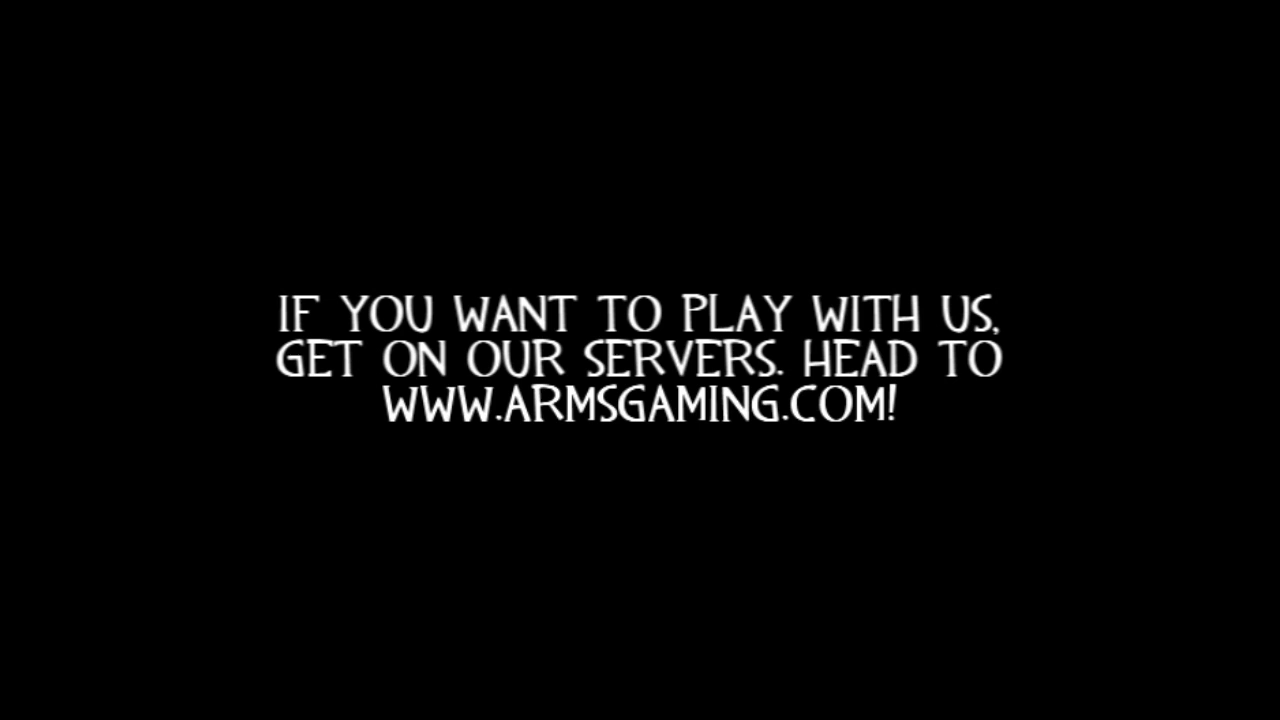 IF YOU WANT TO PLAY WITH US,
GET ON OUR SERVERS. HEAD TO
WWW.ARMSGAMING.COM!